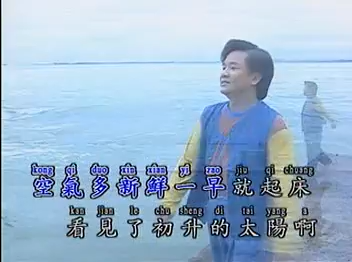 kong qi duo xin xian yi zao jiu qi chuang
空氣多新鮮一早就起床
kan jian le chu sheng di tai yang a
看見了初升的太陽啊